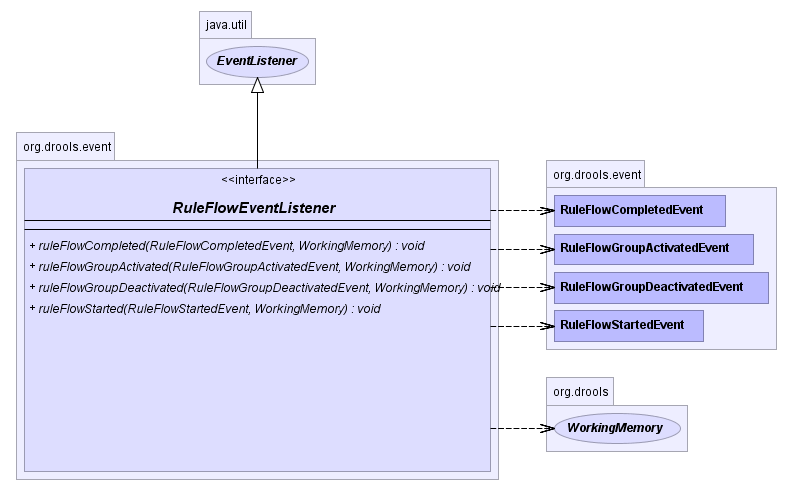 java.util
EventListener
org.drools.event
<<interface>>
RuleFlowEventListener
+ ruleFlowCompleted(RuleFlowCompletedEvent, WorkingMemory) : void
+ ruleFlowGroupActivated(RuleFlowGroupActivatedEvent, WorkingMemory) : void
+ ruleFlowGroupDeactivated(RuleFlowGroupDeactivatedEvent, WorkingMemory) : void
+ ruleFlowStarted(RuleFlowStartedEvent, WorkingMemory) : void
org.drools.event
RuleFlowCompletedEvent
RuleFlowGroupActivatedEvent
RuleFlowGroupDeactivatedEvent
RuleFlowStartedEvent
org.drools
WorkingMemory